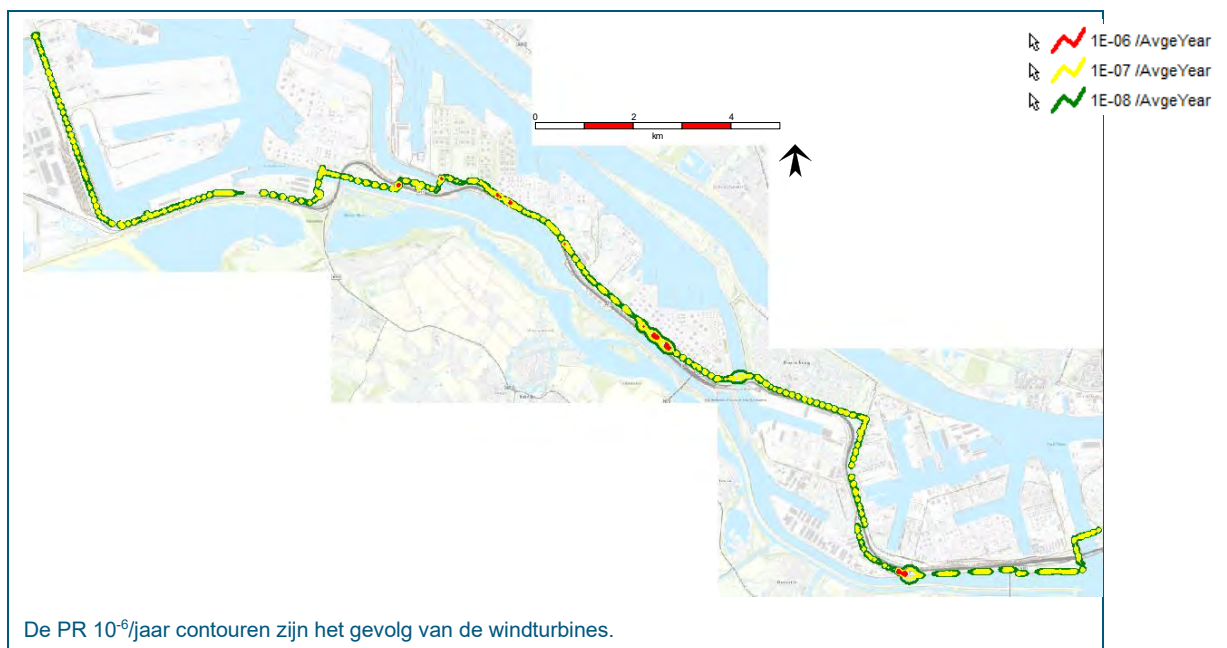 1E-06 /AvgeYear
1E-07 /AvgeYear
1E-08 /AvgeYear
0 2 4
km
De PR 10⁻⁶/jaar contouren zijn het gevolg van de windturbines.